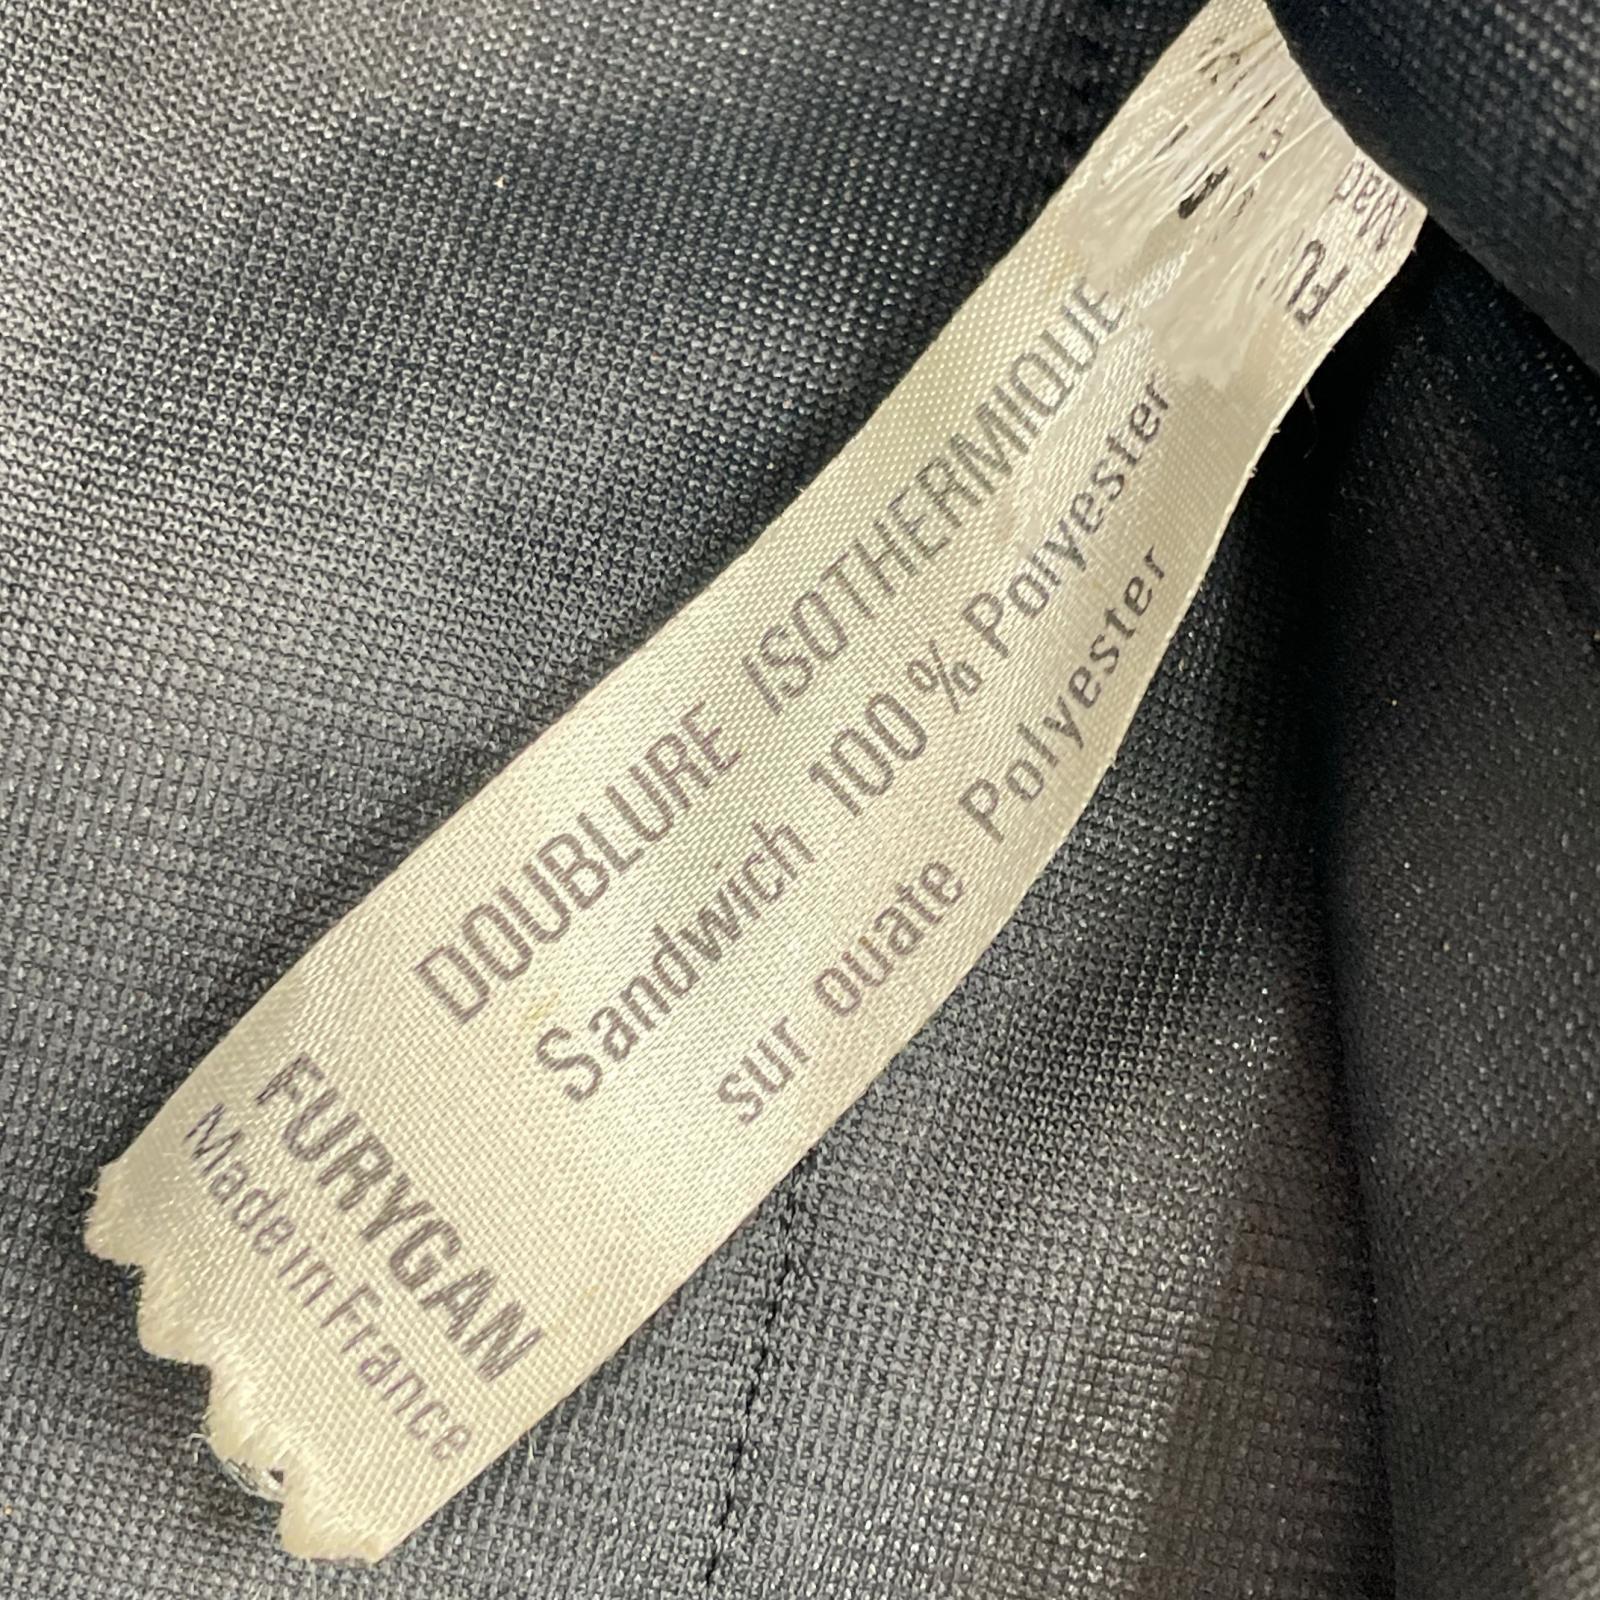 DOUBLURE ISOTHERMIQUE
Sandwich 100 % Polyester
sur ouate Polyester
FURYGAN
Made in France